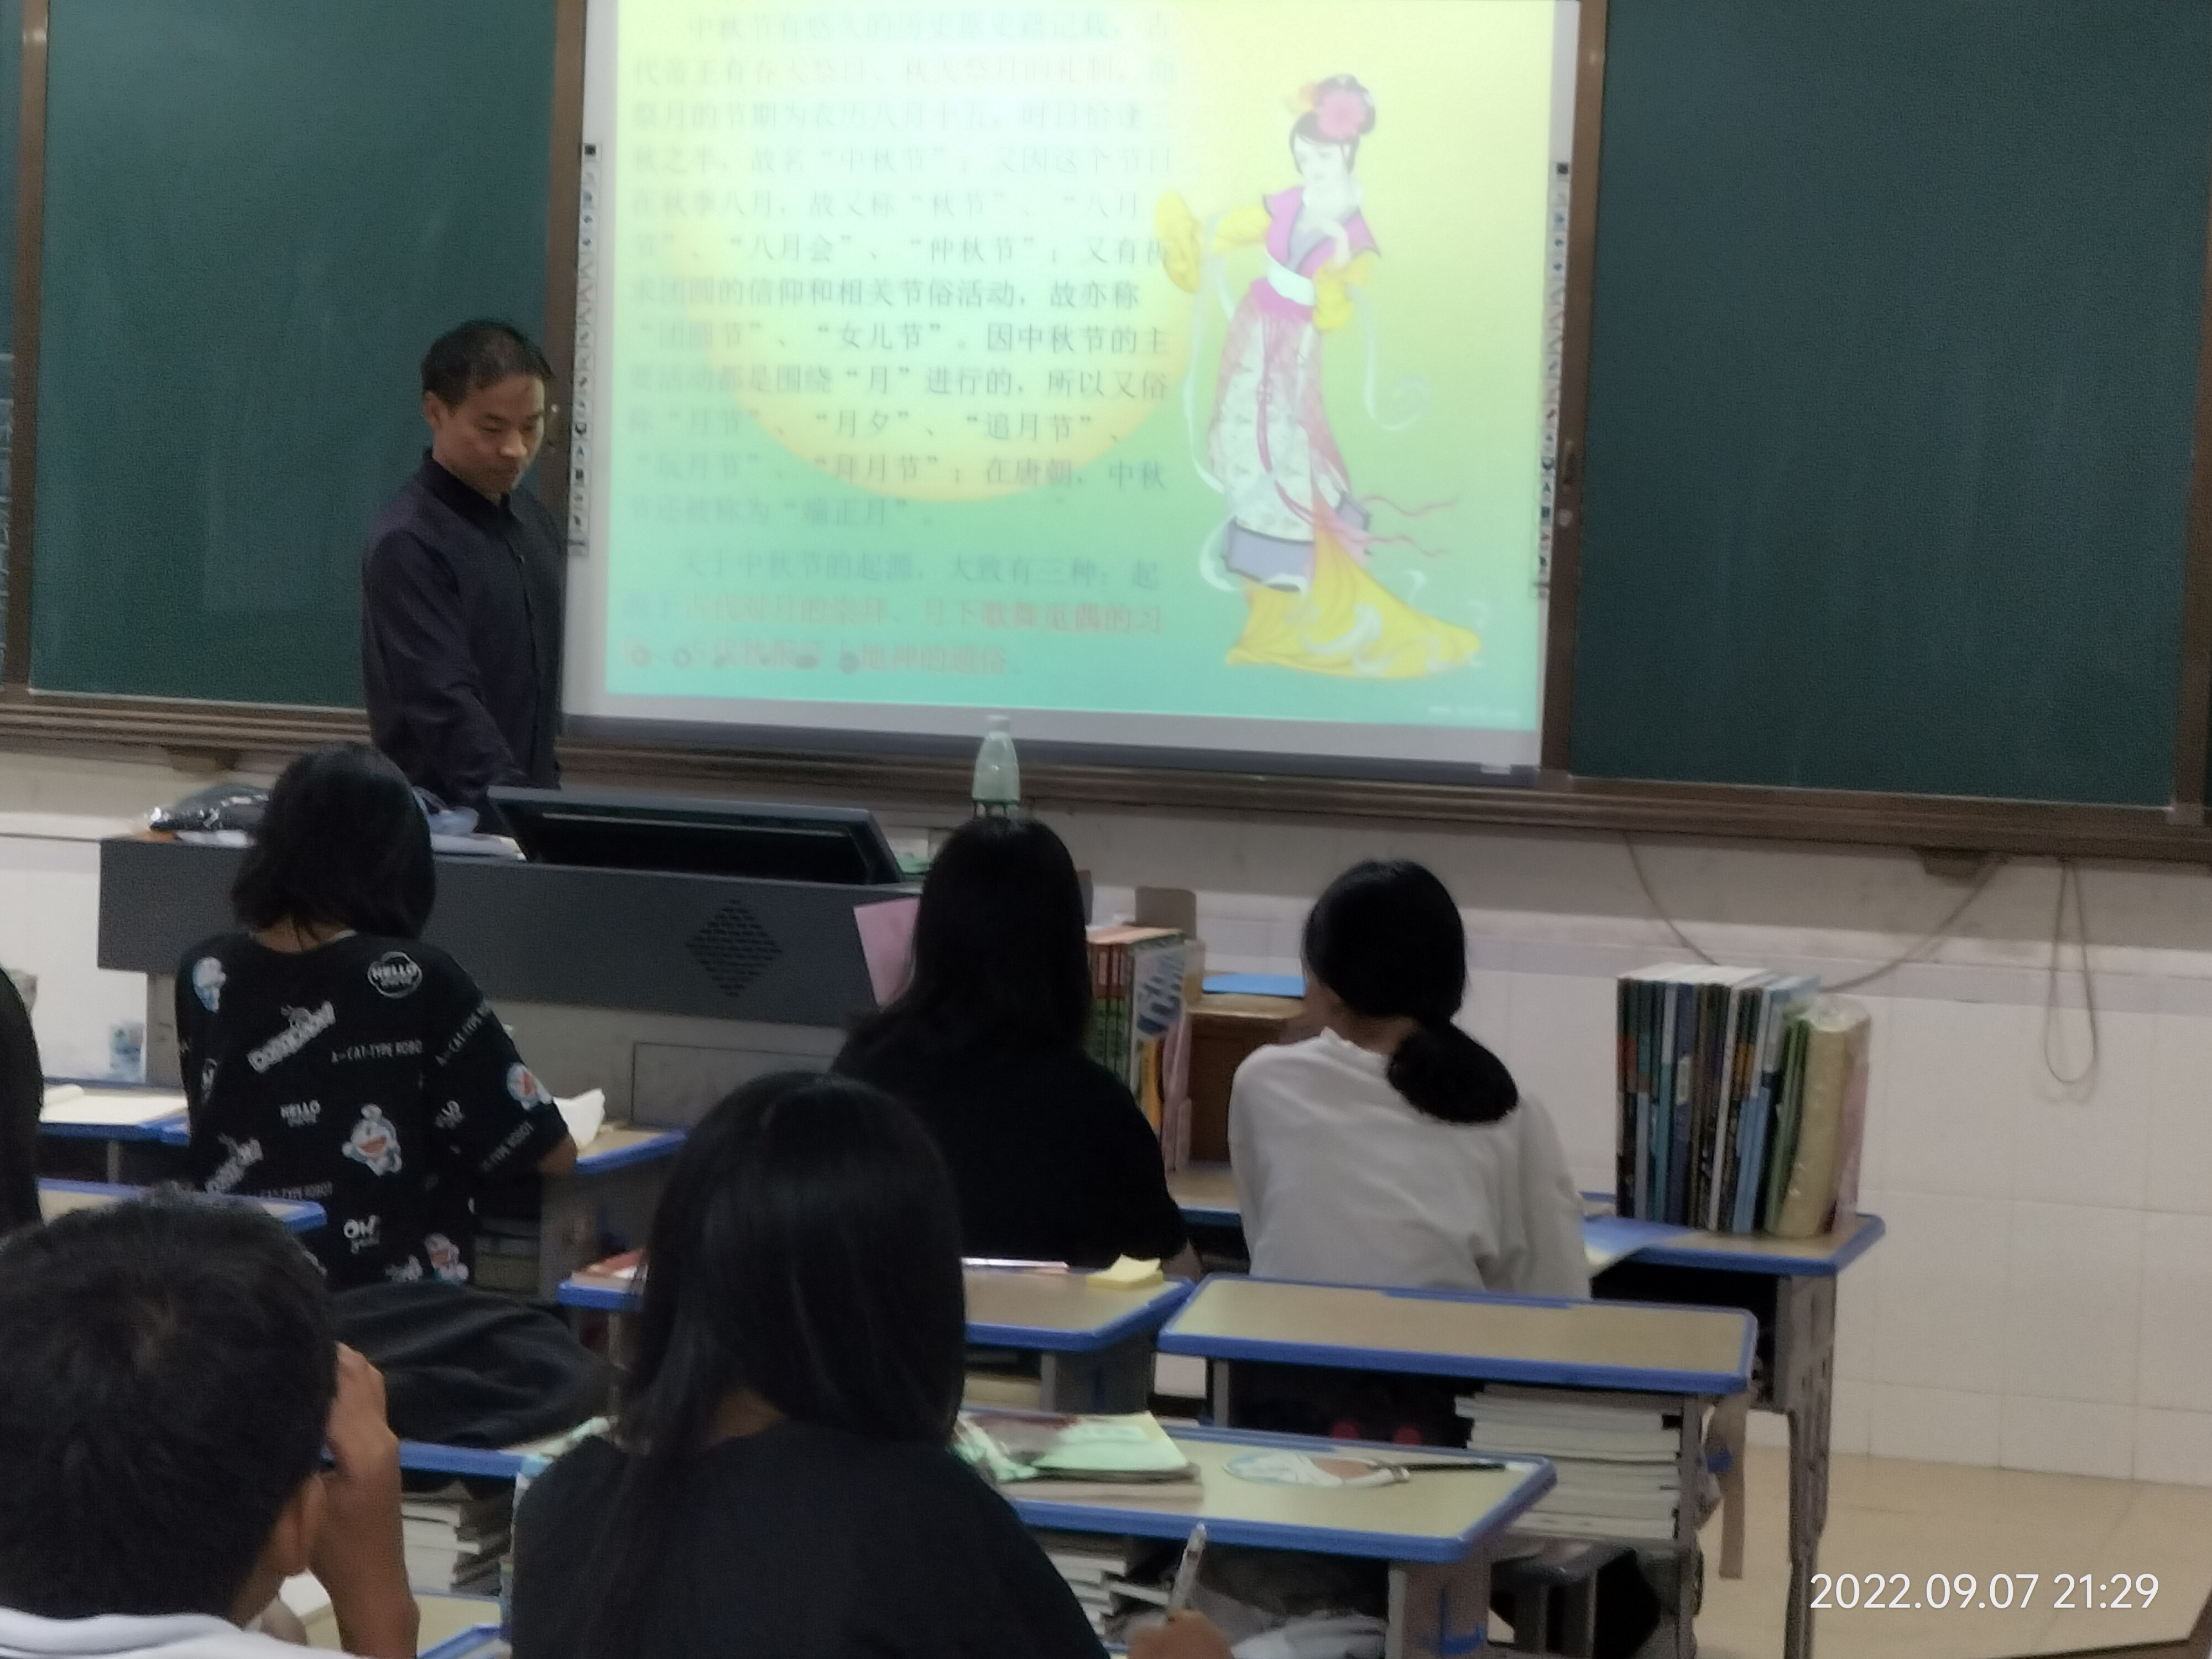 中秋节有悠久的历史
代帝王有春天祭日、秋天祭月的礼制，而
祭月的节期为农历八月十五，时日恰逢三
秋之半，故名“中秋节”；又因这个节日
在秋季八月，故又称“秋节”、“八月
节”、“八月会”、“仲秋节”；又有祈
求团圆的信仰和相关节俗活动，故亦称
“团圆节”、“女儿节”。因中秋节的主
要活动都是围绕“月”进行的，所以又俗
称“月节”、“月夕”、“追月节”、
“玩月节”、“拜月节”；在唐朝，中秋
节还被称为“端正月”。
关于中秋节的起源，大致有三种：起
源于古代对月的崇拜、月下歌舞觅偶的习
土地神的遗俗
HELLO
DORAEMON!
A=CAT-TYPE ROBO
HELLO
OH!
2022.09.07 21:29